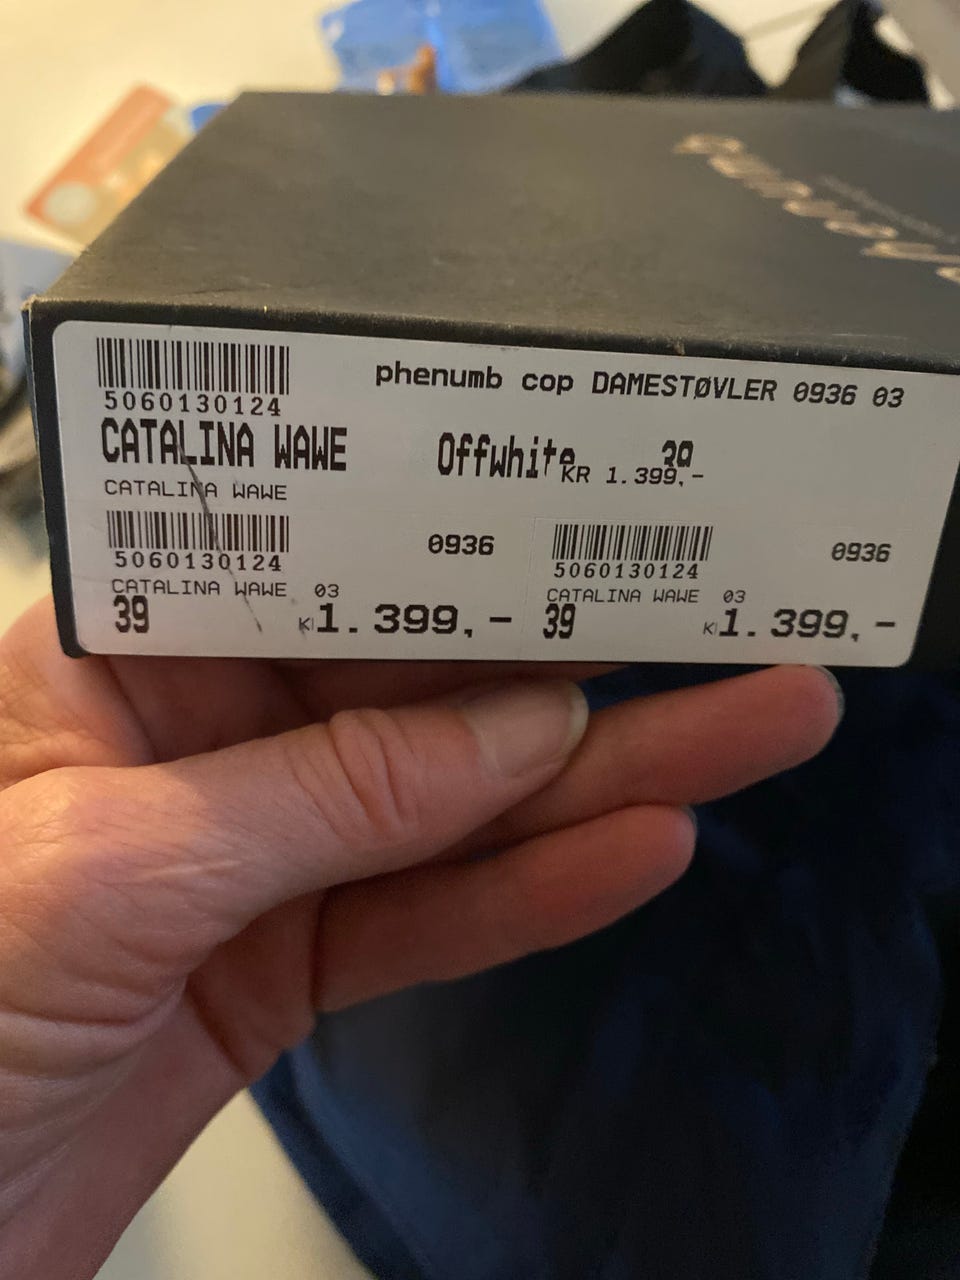 phenumb cop DAMESTØVLER 0936 03
5060130124
CATALINA WAWE Offwhite 39
KR 1.399,-
CATALINA WAWE
0936 0936
5060130124 5060130124
CATALINA WAWE 03 CATALINA WAWE 03
39 K 1.399,- 39 K 1.399,-